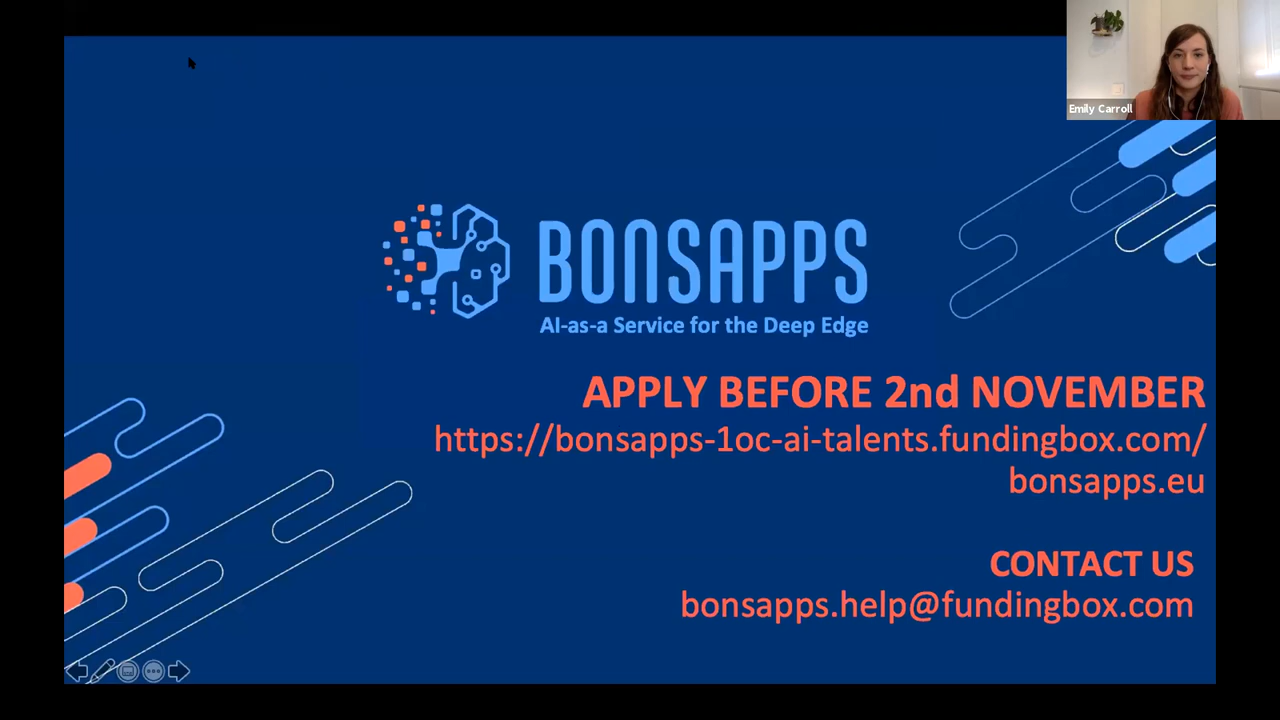 Emily Carroll
BONSAPPS
AI-as-a Service for the Deep Edge
APPLY BEFORE 2nd NOVEMBER
https://bonsapps-1oc-ai-talents.fundingbox.com/
bonsapps.eu
CONTACT US
bonsapps.help@fundingbox.com